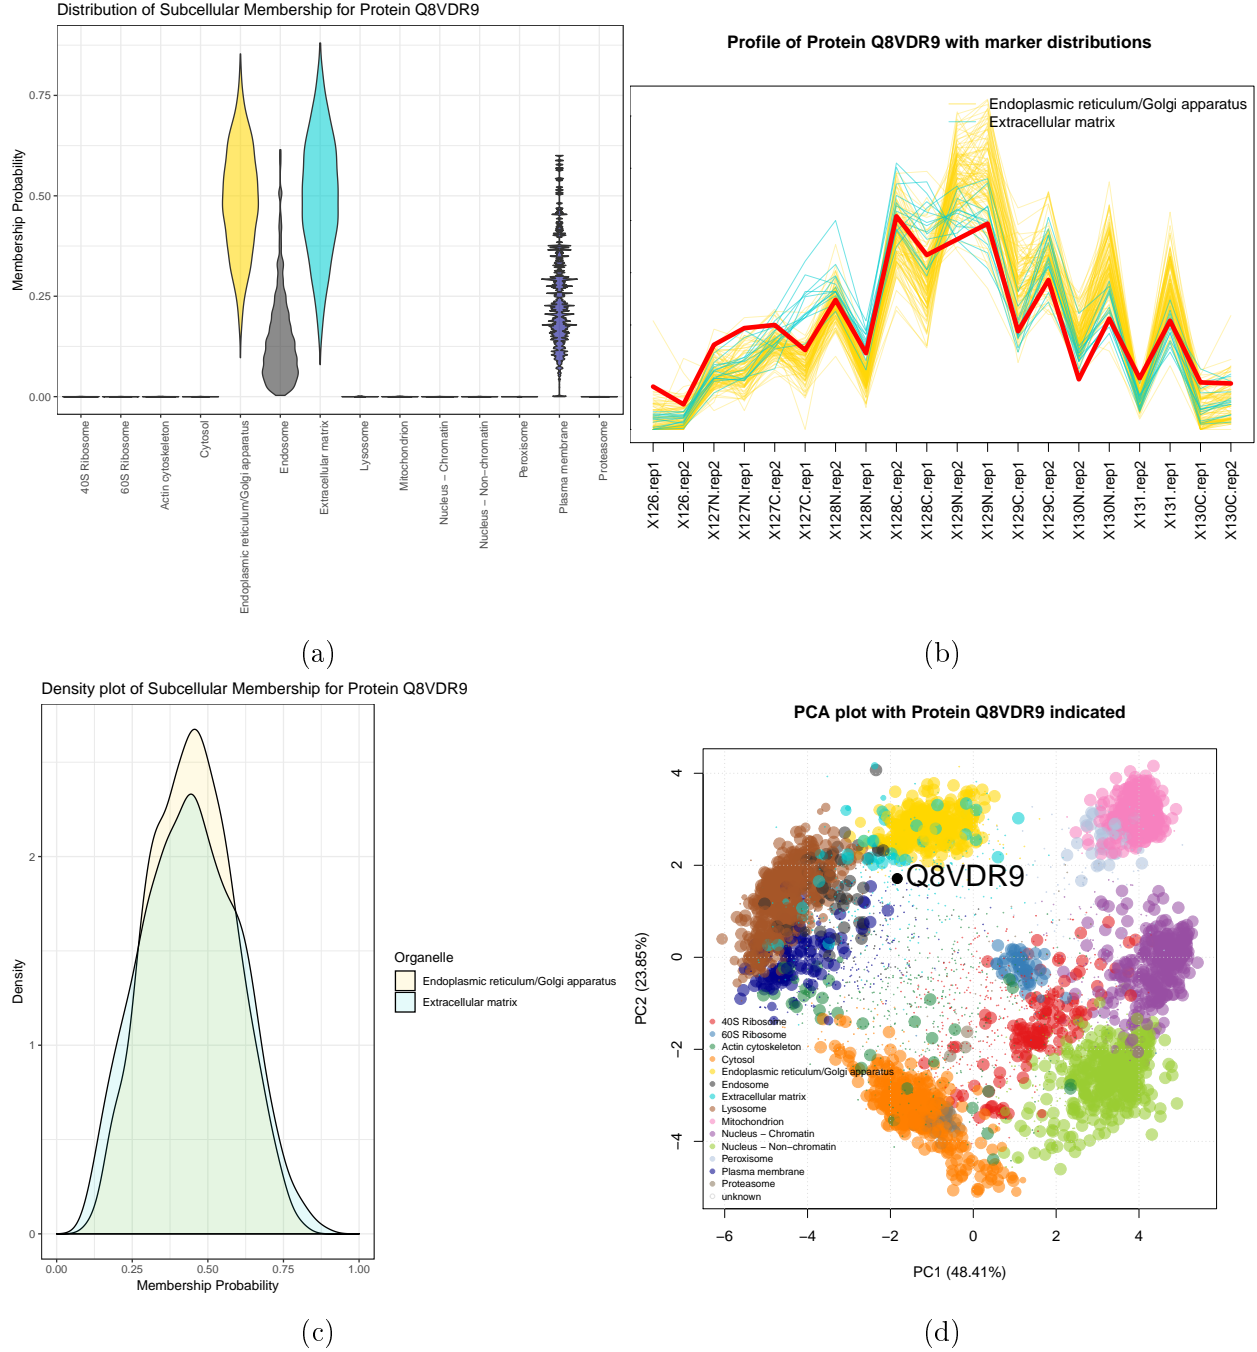 Distribution of Subcellular Membership for Protein Q8VDR9
Membership Probability
0.75
0.50
0.25
0.00
40S Ribosome
60S Ribosome
Actin cytoskeleton
Cytosol
Endoplasmic reticulum/Golgi apparatus
Endosome
Extracellular matrix
Lysosome
Mitochondrion
Nucleus − Chromatin
Nucleus − Non−chromatin
Peroxisome
Plasma membrane
Proteasome
(a)
Profile of Protein Q8VDR9 with marker distributions
Endoplasmic reticulum/Golgi apparatus
Extracellular matrix
X126.rep1
X126.rep2
X127N.rep2
X127N.rep1
X127C.rep2
X127C.rep1
X128N.rep2
X128N.rep1
X128C.rep2
X128C.rep1
X129N.rep2
X129N.rep1
X129C.rep1
X129C.rep2
X130N.rep2
X130N.rep1
X131.rep2
X131.rep1
X130C.rep1
X130C.rep2
(b)
Density plot of Subcellular Membership for Protein Q8VDR9
Density
2
1
0
0.00 0.25 0.50 0.75 1.00
Membership Probability
Organelle
Endoplasmic reticulum/Golgi apparatus
Extracellular matrix
(c)
PCA plot with Protein Q8VDR9 indicated
PC2 (23.85%)
4
2
0
−2
−4
Q8VDR9
40S Ribosome
60S Ribosome
Actin cytoskeleton
Cytosol
Endoplasmic reticulum/Golgi apparatus
Endosome
Extracellular matrix
Lysosome
Mitochondrion
Nucleus − Chromatin
Nucleus − Non−chromatin
Peroxisome
Plasma membrane
Proteasome
unknown
−6 −4 −2 0 2 4
PC1 (48.41%)
(d)